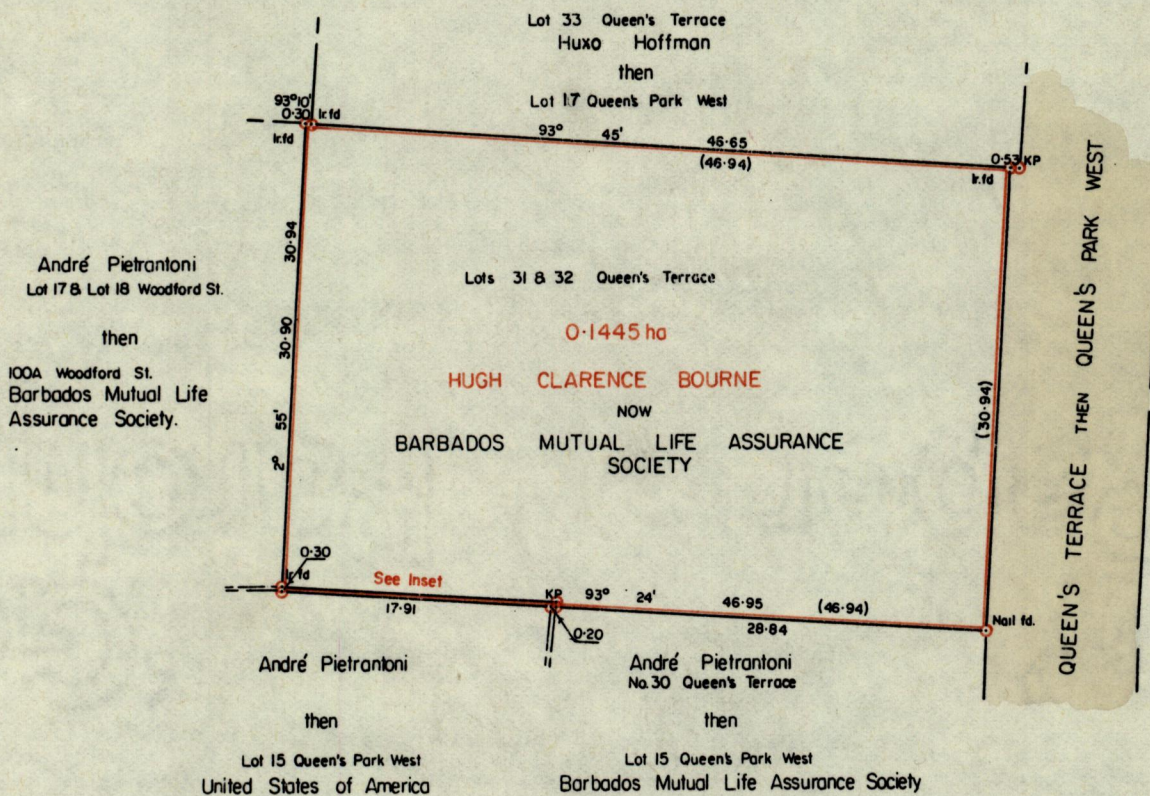 Lot 33 Queen's Terrace
Huxo Hoffman
then
Lot 17 Queen's Park West
93°10'
0·30
Ir.fd
Ir.fd
93° 45' 46·65
(46·94)
0·53 KP
Ir.fd
30·94
30·90
2° 55'
André Pietrantoni
Lot 17 & Lot 18 Woodford St.
then
100A Woodford St.
Barbados Mutual Life
Assurance Society.
Lots 31 & 32 Queen's Terrace
0·1445 ha
HUGH CLARENCE BOURNE
NOW
BARBADOS MUTUAL LIFE ASSURANCE
SOCIETY
(30·94)
QUEEN'S TERRACE THEN QUEEN'S PARK WEST
0·30
Ir.fd
See Inset
17·91
KP
93° 24' 46·95 (46·94)
0·20
28·84
Nail fd.
André Pietrantoni
then
Lot 15 Queen's Park West
United States of America
André Pietrantoni
No.30 Queen's Terrace
then
Lot 15 Queen's Park West
Barbados Mutual Life Assurance Society